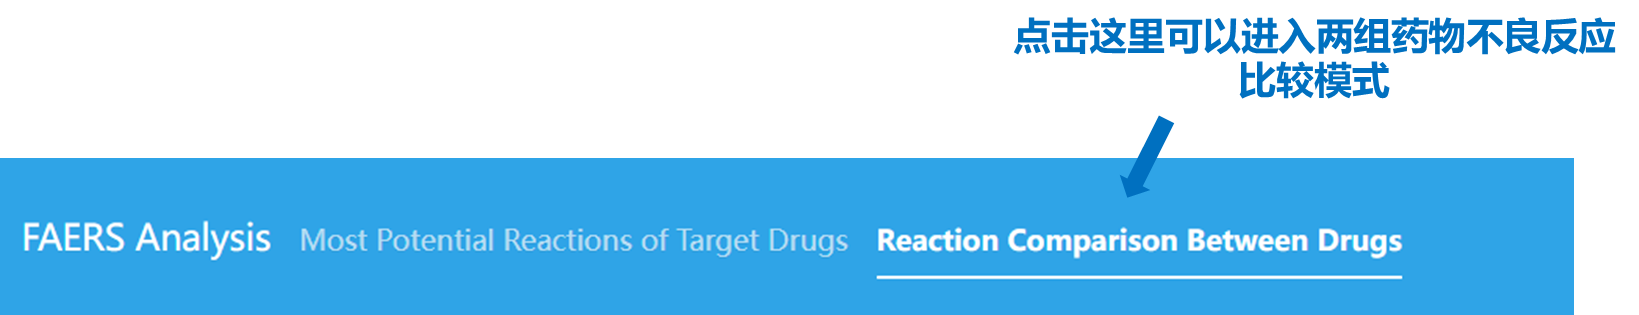 点击这里可以进入两组药物不良反应
比较模式
FAERS Analysis Most Potential Reactions of Target Drugs Reaction Comparison Between Drugs